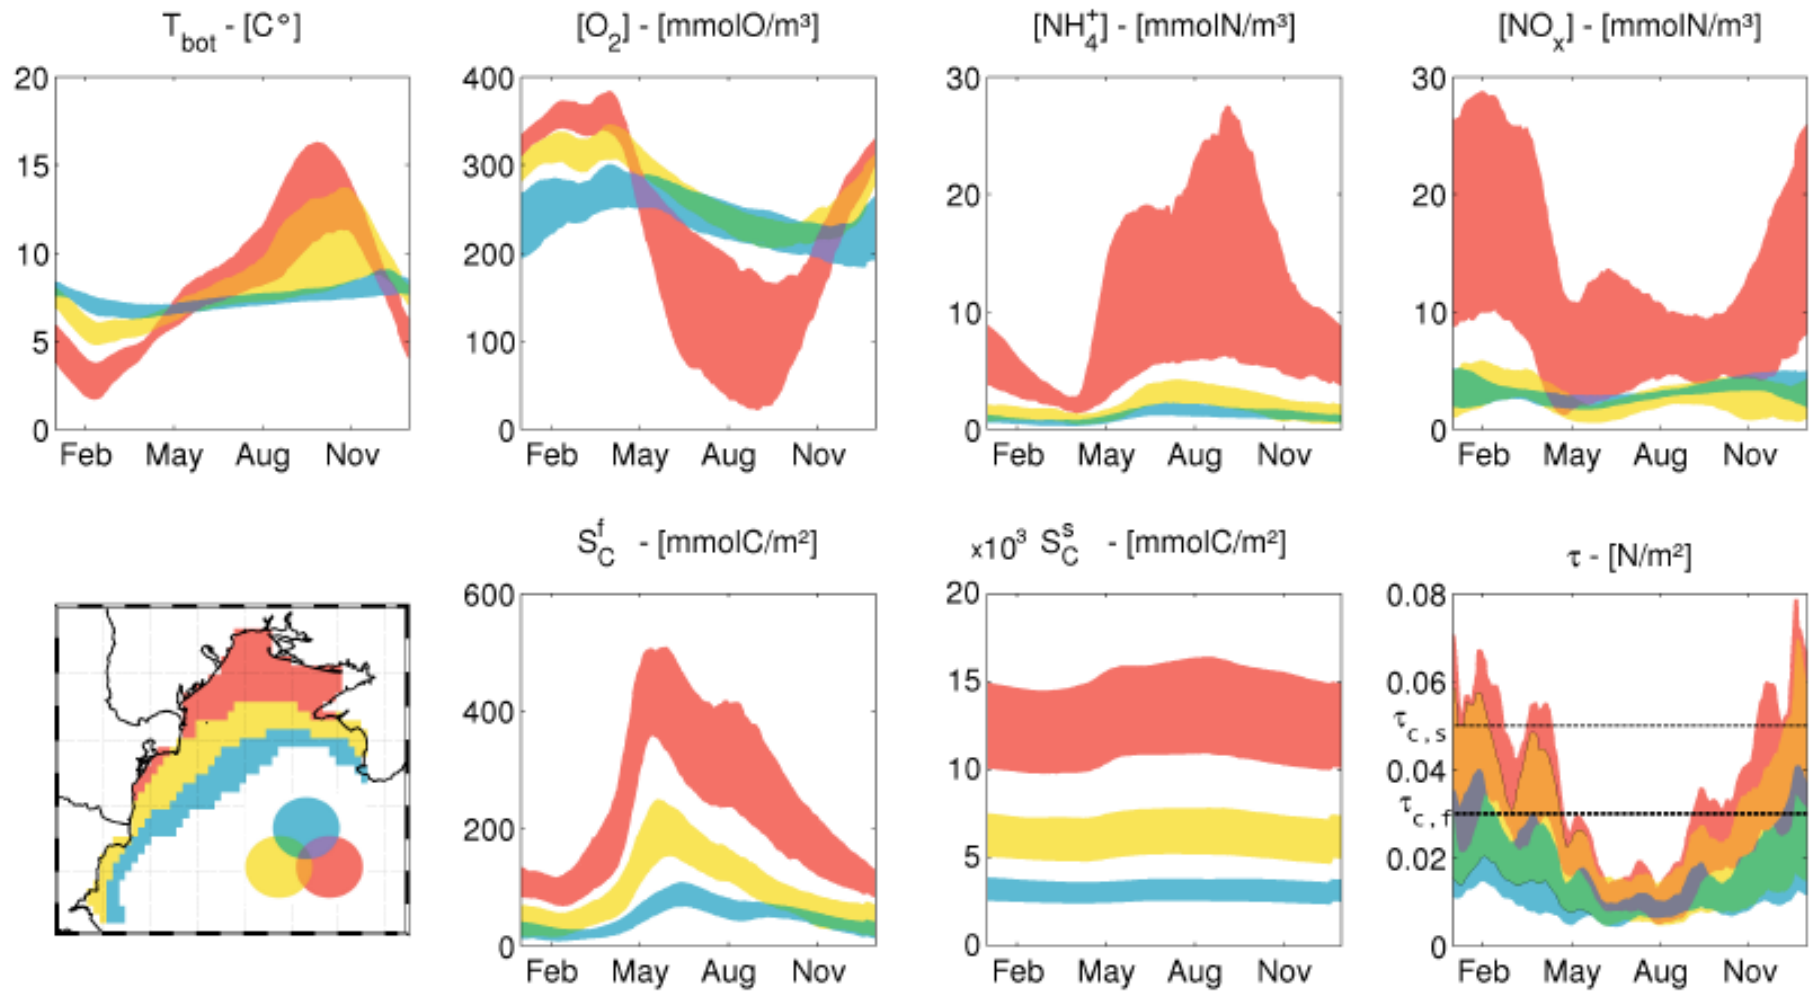 T_bot - [C°]
[O₂] - [mmolO/m³]
[NH₄⁺] - [mmolN/m³]
[NOₓ] - [mmolN/m³]
20
15
10
5
0
Feb May Aug Nov
400
300
200
100
0
Feb May Aug Nov
30
20
10
0
Feb May Aug Nov
30
20
10
0
Feb May Aug Nov
S_C^f - [mmolC/m²]
×10³ S_C^s - [mmolC/m²]
τ - [N/m²]
600
400
200
0
Feb May Aug Nov
20
15
10
5
0
Feb May Aug Nov
0.08
0.06
τ_c,s
0.04
τ_c,f
0.02
0
Feb May Aug Nov